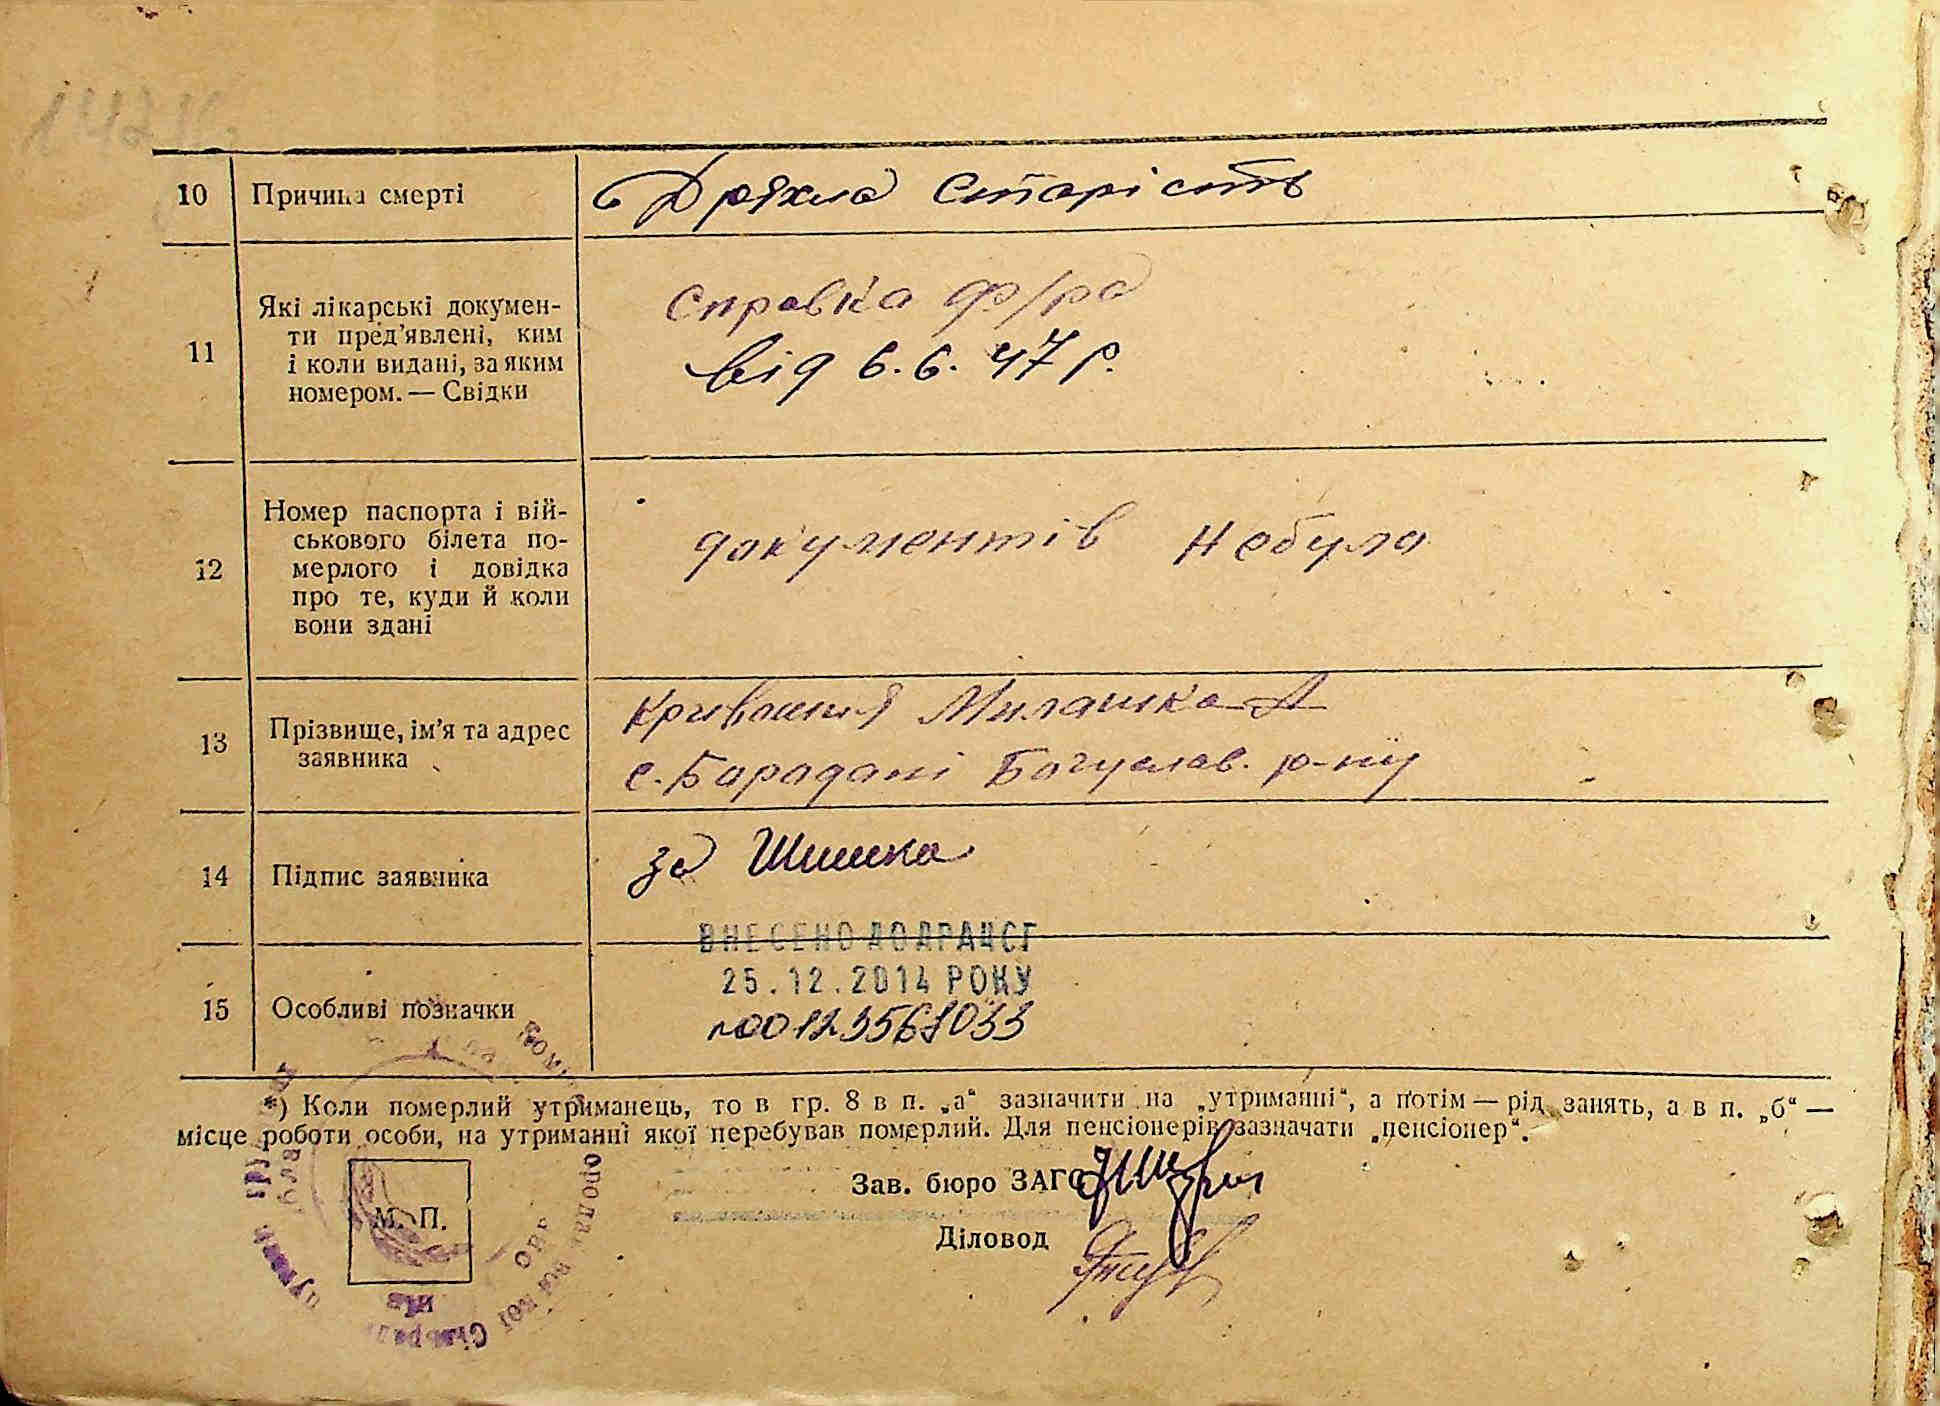 10 Причина смерті Дряхла Старість
11 Які лікарські докумен-
ти пред'явлені, ким
і коли видані, за яким
номером. — Свідки
Справка ф/ра
від 6.6.47 р.
12 Номер паспорта і вій-
ськового білета по-
мерлого і довідка
про те, куди й коли
вони здані
документів небуло
13 Прізвище, ім'я та адрес
заявника
Милашка А
с. Барадані Богуслав. р-ну
14 Підпис заявника за Шишка
ВНЕСЕНО ДО ДРАЦСГ
25.12.2014 РОКУ
15 Особливі позначки
*) Коли померлий утриманець, то в гр. 8 в п. „а“ зазначити на „утриманні“, а потім — рід занять, а в п. „б“ —
місце роботи особи, на утриманні якої перебував померлий. Для пенсіонерів зазначати „пенсіонер“.
Зав. бюро ЗАГС
М. П.
Діловод